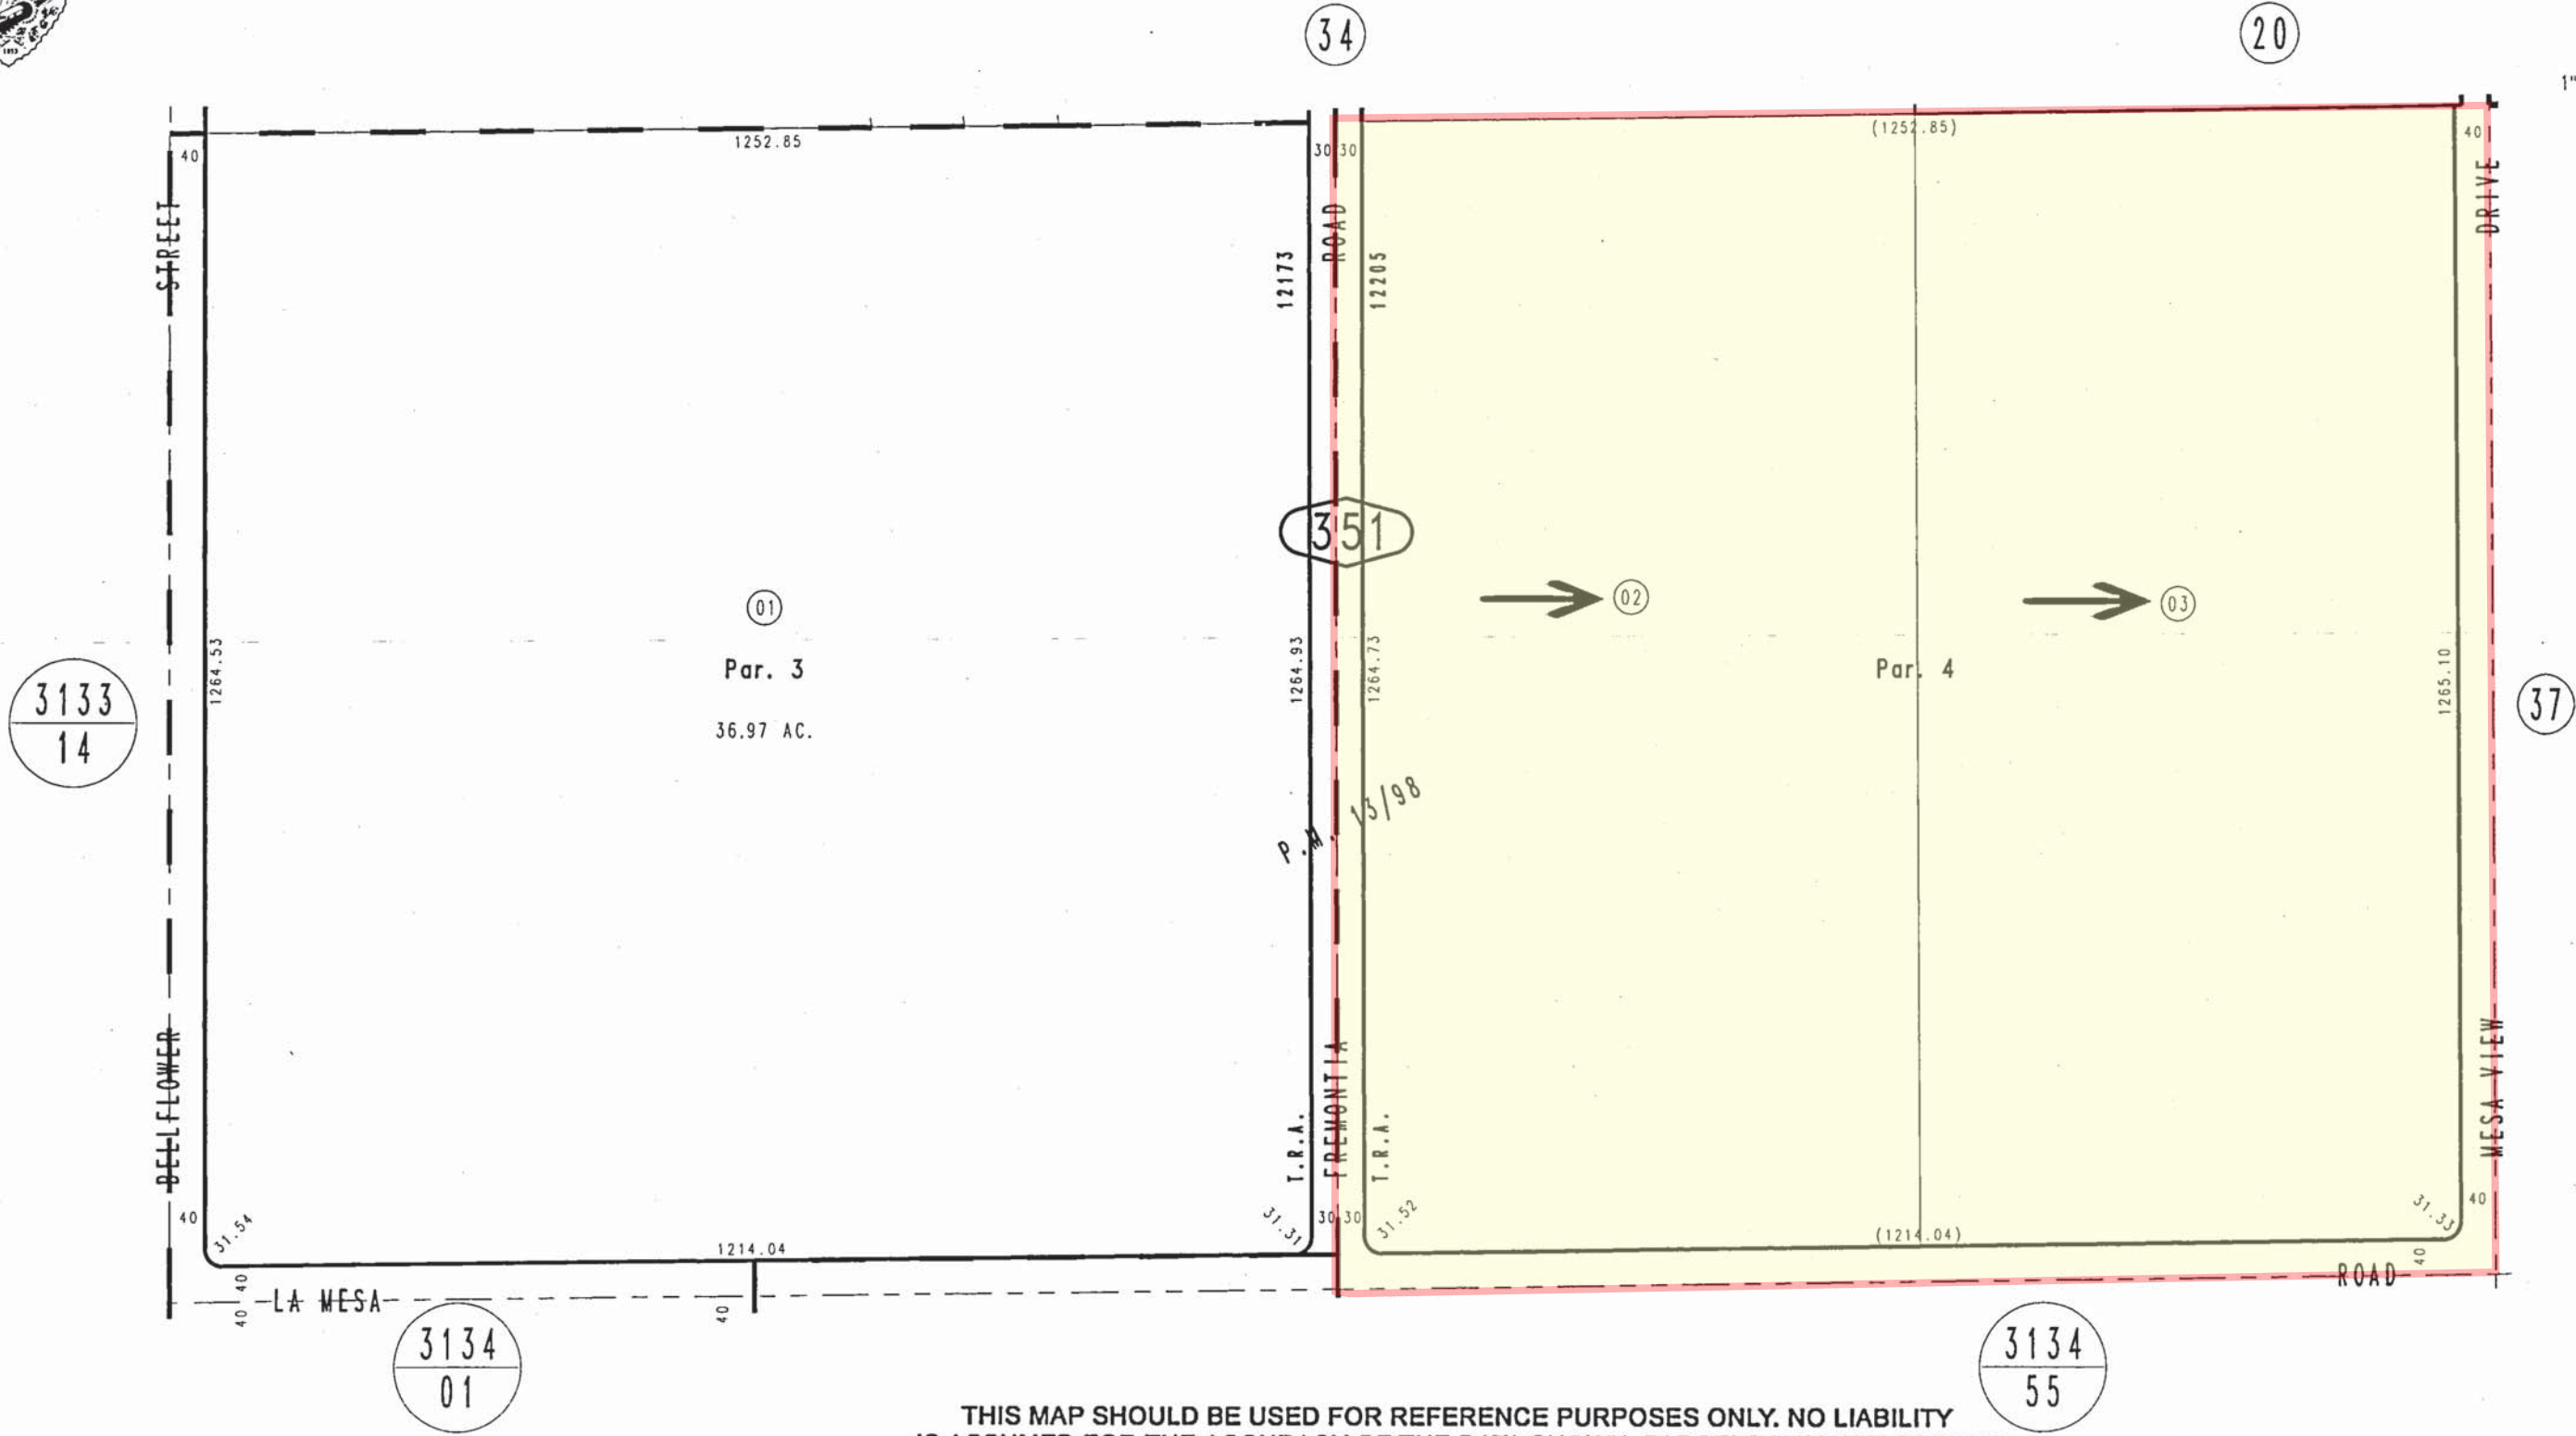 34
20
1"
40
1252.85
30 30
(1252.85)
40
STREET
ROAD
DRIVE
12173
12205
351
01
02
03
1264.53
1264.93
1264.73
1265.10
Par. 3
Par. 4
36.97 AC.
3133
14
37
P.M. 13/98
BELLFLOWER
T.R.A.
FREMONTIA
T.R.A.
MESA VIEW
40
31.54
31.31
30 30
31.52
31.33
40
1214.04
(1214.04)
40 40
LA MESA
40
ROAD
40
3134
01
3134
55
THIS MAP SHOULD BE USED FOR REFERENCE PURPOSES ONLY. NO LIABILITY